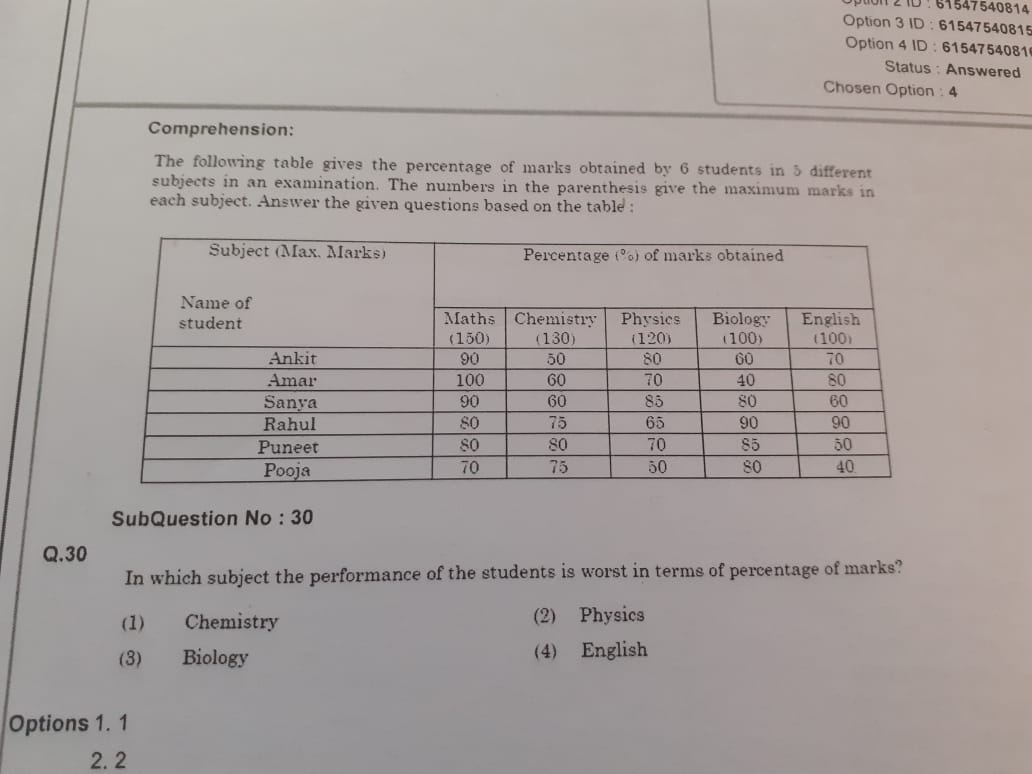 Option 2 ID : 61547540814
Option 3 ID : 61547540815
Option 4 ID : 6154754081
Status : Answered
Chosen Option : 4
Comprehension:
The following table gives the percentage of marks obtained by 6 students in 5 different
subjects in an examination. The numbers in the parenthesis give the maximum marks in
each subject. Answer the given questions based on the table :
Subject (Max. Marks) Percentage (%) of marks obtained
Name of
student
Maths Chemistry Physics Biology English
(150) (130) (120) (100) (100)
Ankit 90 50 80 60 70
Amar 100 60 70 40 80
Sanya 90 60 85 80 60
Rahul 80 75 65 90 90
Puneet 80 80 70 85 50
Pooja 70 75 50 80 40
SubQuestion No : 30
Q.30
In which subject the performance of the students is worst in terms of percentage of marks?
(1) Chemistry (2) Physics
(3) Biology (4) English
Options 1. 1
2. 2